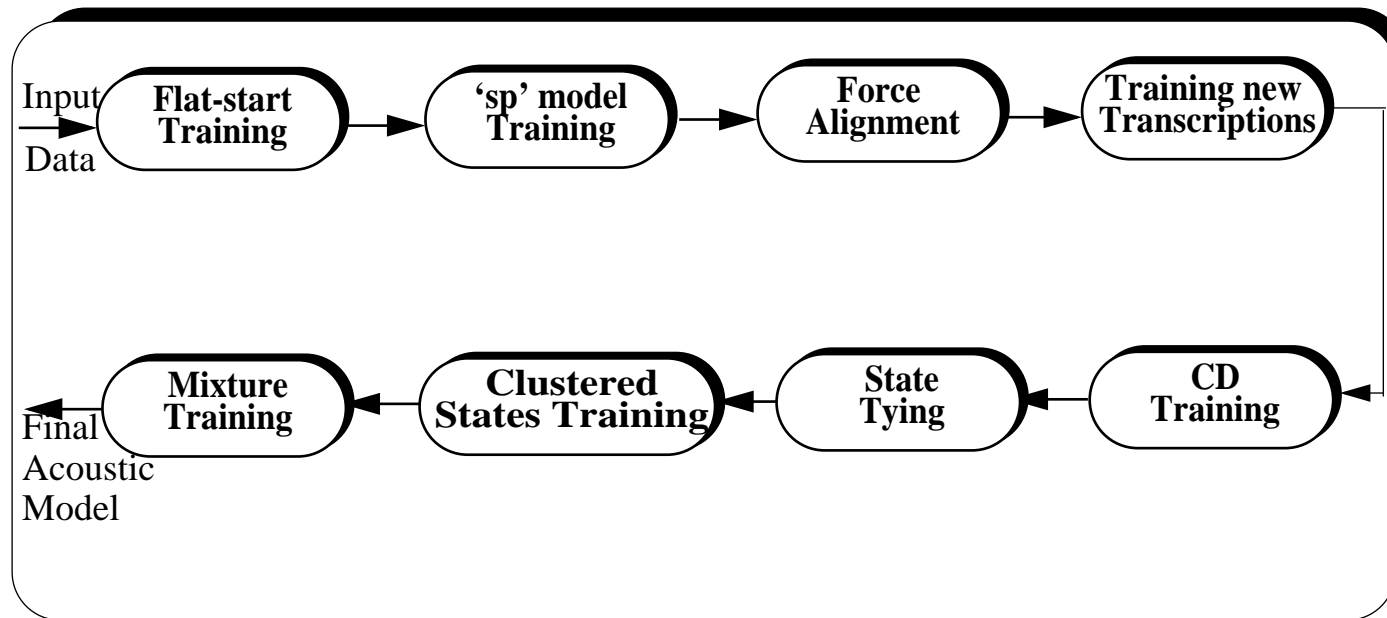 Input
Data
Flat-start
Training
‘sp’ model
Training
Force
Alignment
Training new
Transcriptions
CD
Training
State
Tying
Clustered
States Training
Mixture
Training
Final
Acoustic
Model